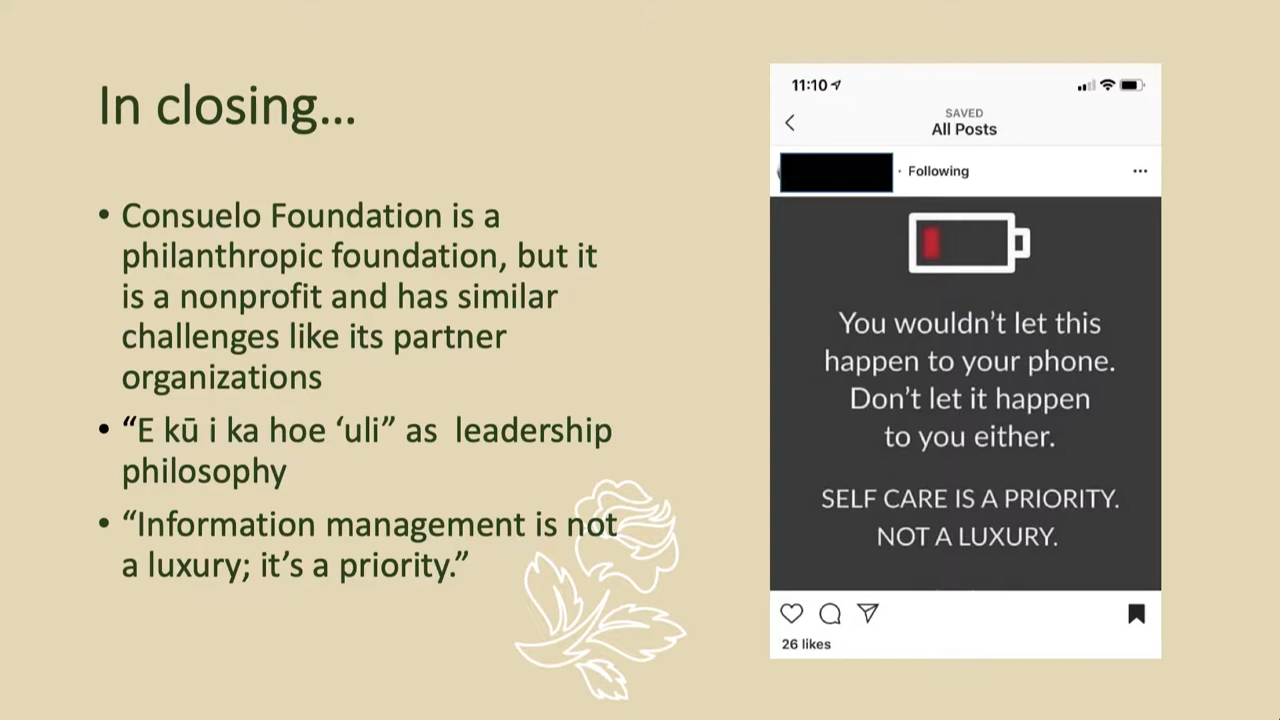 In closing...
• Consuelo Foundation is a
philanthropic foundation, but it
is a nonprofit and has similar
challenges like its partner
organizations
• “E kū i ka hoe ‘uli” as  leadership
philosophy
• “Information management is not
a luxury; it’s a priority.”
11:10
SAVED
All Posts
· Following
You wouldn’t let this
happen to your phone.
Don’t let it happen
to you either.
SELF CARE IS A PRIORITY.
NOT A LUXURY.
26 likes